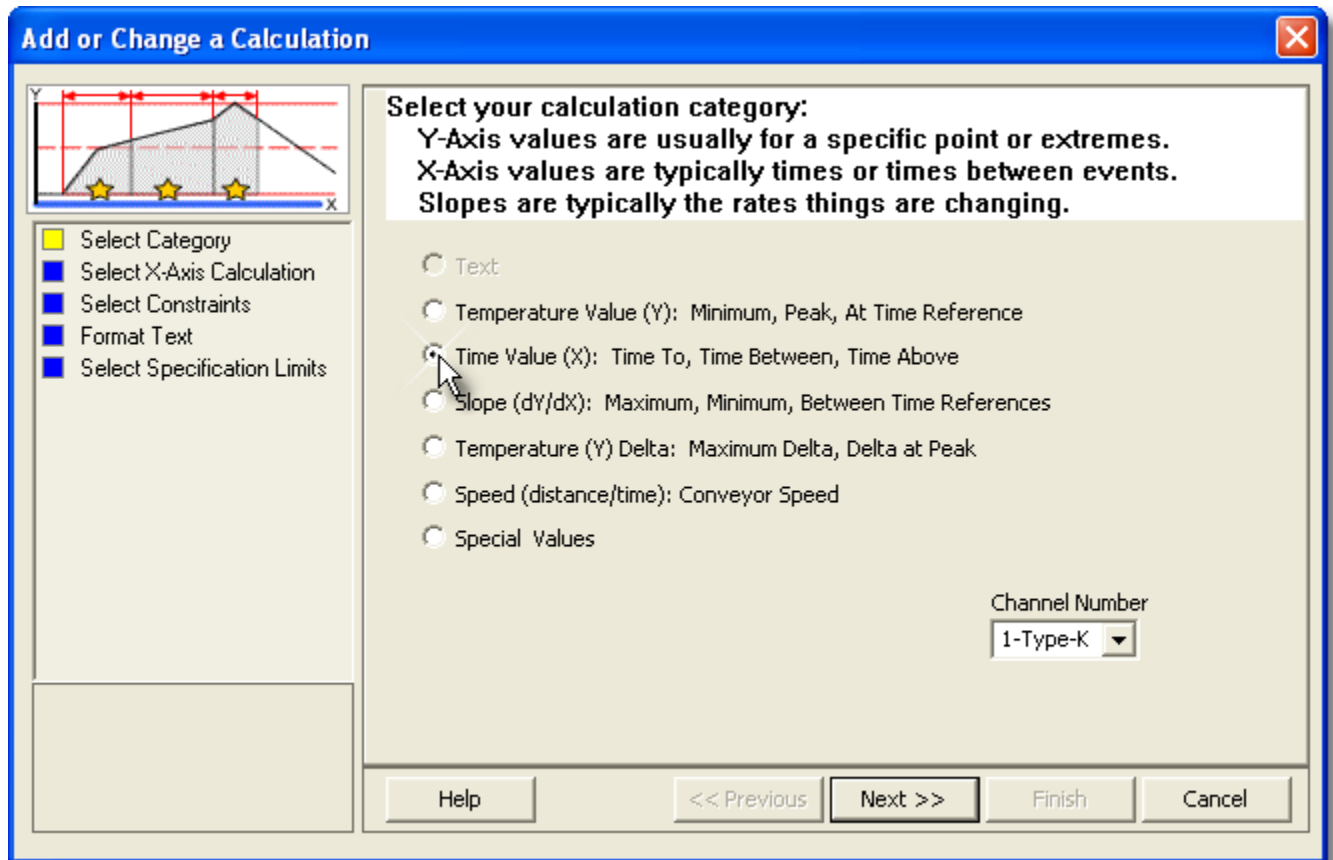 Add or Change a Calculation
Y
X
Select Category
Select X-Axis Calculation
Select Constraints
Format Text
Select Specification Limits
Select your calculation category:
Y-Axis values are usually for a specific point or extremes.
X-Axis values are typically times or times between events.
Slopes are typically the rates things are changing.
Text
Temperature Value (Y): Minimum, Peak, At Time Reference
Time Value (X): Time To, Time Between, Time Above
Slope (dY/dX): Maximum, Minimum, Between Time References
Temperature (Y) Delta: Maximum Delta, Delta at Peak
Speed (distance/time): Conveyor Speed
Special Values
Channel Number
1-Type-K
Help
<< Previous
Next >>
Finish
Cancel